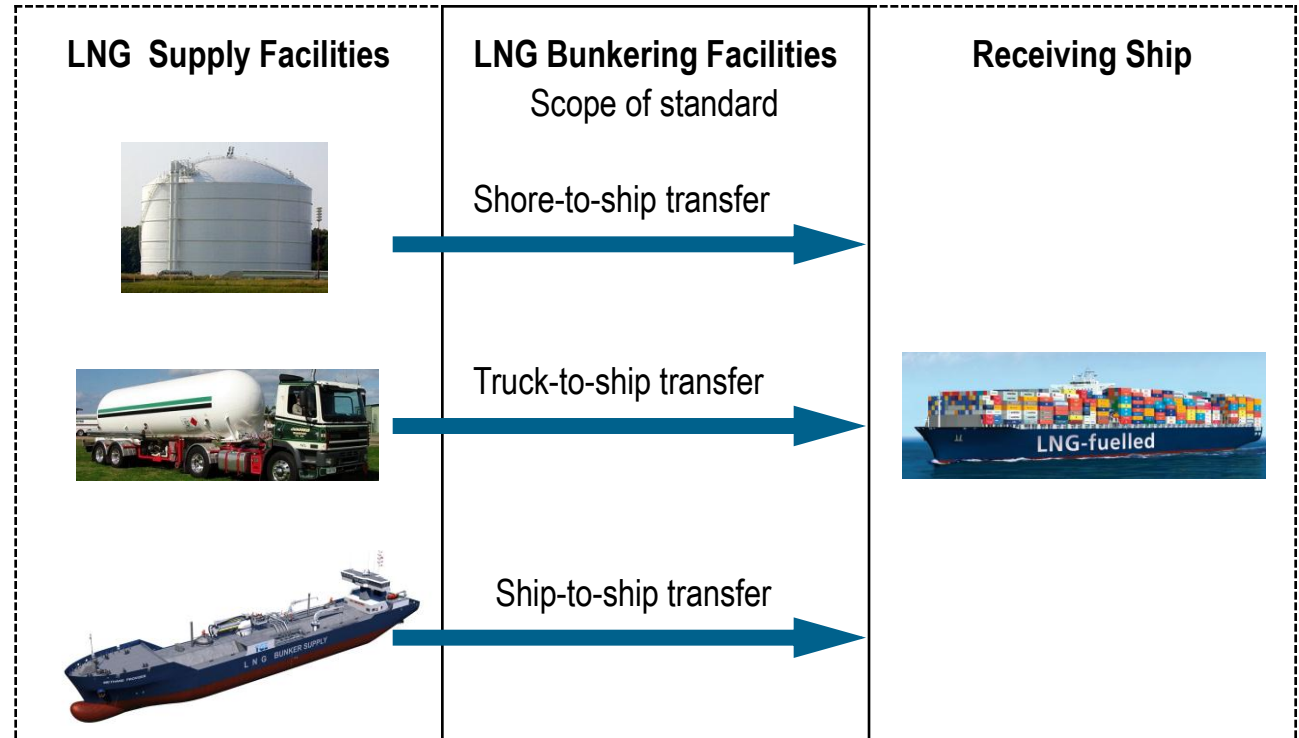 LNG Supply Facilities
LNG Bunkering Facilities
Receiving Ship
Scope of standard
Shore-to-ship transfer
Truck-to-ship transfer
LNG-fuelled
Ship-to-ship transfer
LNG BUNKER SUPPLY